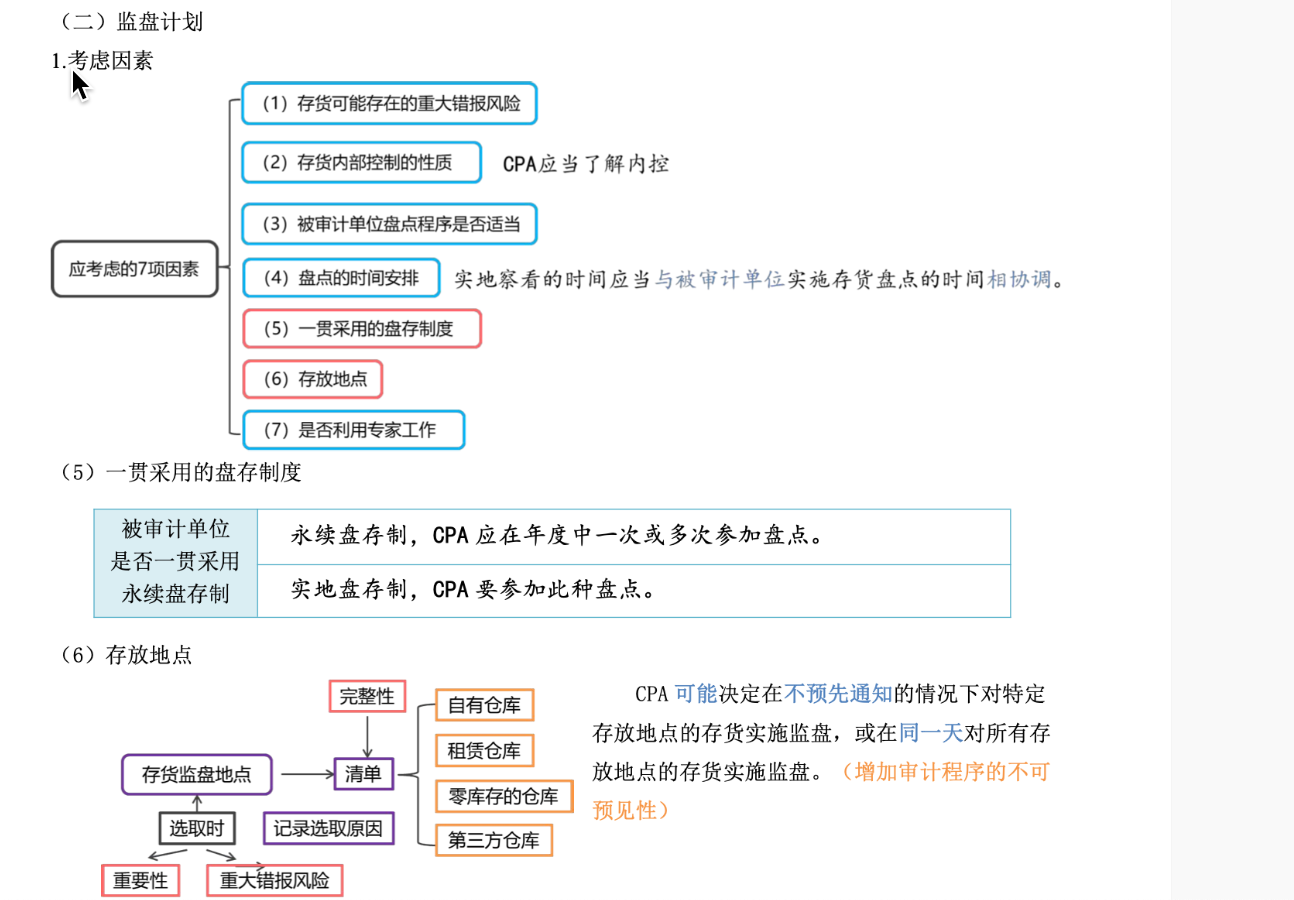 （二）监盘计划
1.考虑因素
应考虑的7项因素
（1）存货可能存在的重大错报风险
（2）存货内部控制的性质 CPA应当了解内控
（3）被审计单位盘点程序是否适当
（4）盘点的时间安排 实地察看的时间应当与被审计单位实施存货盘点的时间相协调。
（5）一贯采用的盘存制度
（6）存放地点
（7）是否利用专家工作
（5）一贯采用的盘存制度
被审计单位
是否一贯采用
永续盘存制
永续盘存制，CPA 应在年度中一次或多次参加盘点。
实地盘存制，CPA 要参加此种盘点。
（6）存放地点
完整性
存货监盘地点
清单
选取时
记录选取原因
重要性
重大错报风险
自有仓库
租赁仓库
零库存的仓库
第三方仓库
CPA 可能决定在不预先通知的情况下对特定
存放地点的存货实施监盘，或在同一天对所有存
放地点的存货实施监盘。（增加审计程序的不可
预见性）